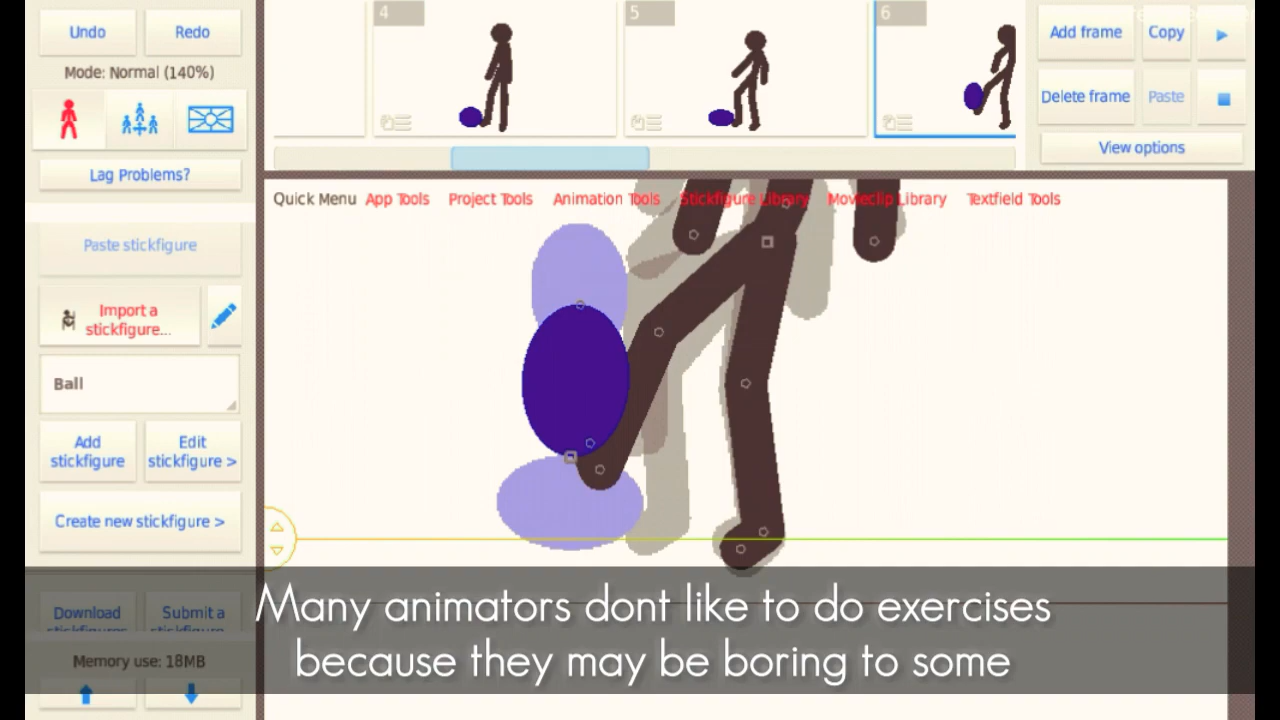 Undo
Redo
Mode: Normal (140%)
Lag Problems?
Paste stickfigure
Import a
stickfigure...
Ball
Add
stickfigure
Edit
stickfigure >
Create new stickfigure >
Download
stickfigures
Submit a
stickfigure
Memory use: 18MB
4
5
6
Add frame
Copy
Delete frame
Paste
View options
Quick Menu App Tools Project Tools Animation Tools Stickfigure Library Movieclip Library Textfield Tools
Many animators dont like to do exercises
because they may be boring to some